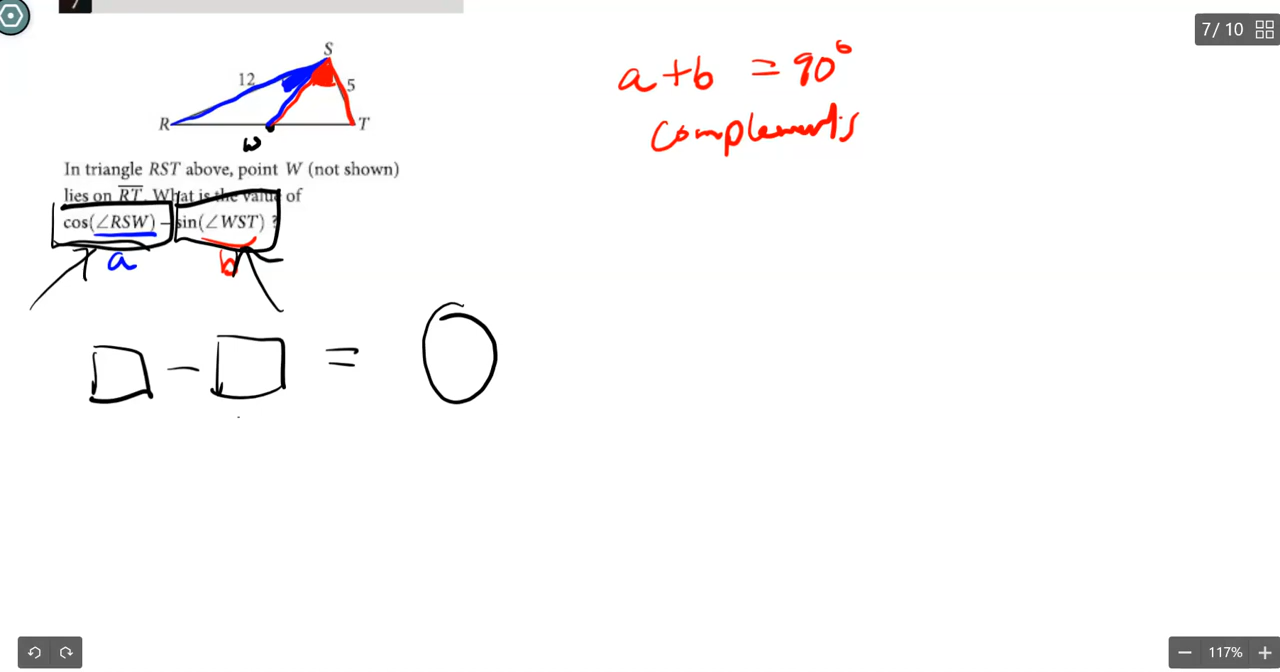 7
7 / 10
S
12
5
R
T
W
a + b = 90°
complements
In triangle RST above, point W (not shown)
lies on RT. What is the value of
cos(∠RSW) – sin(∠WST) ?
a
b
□ – □ = 0
117%